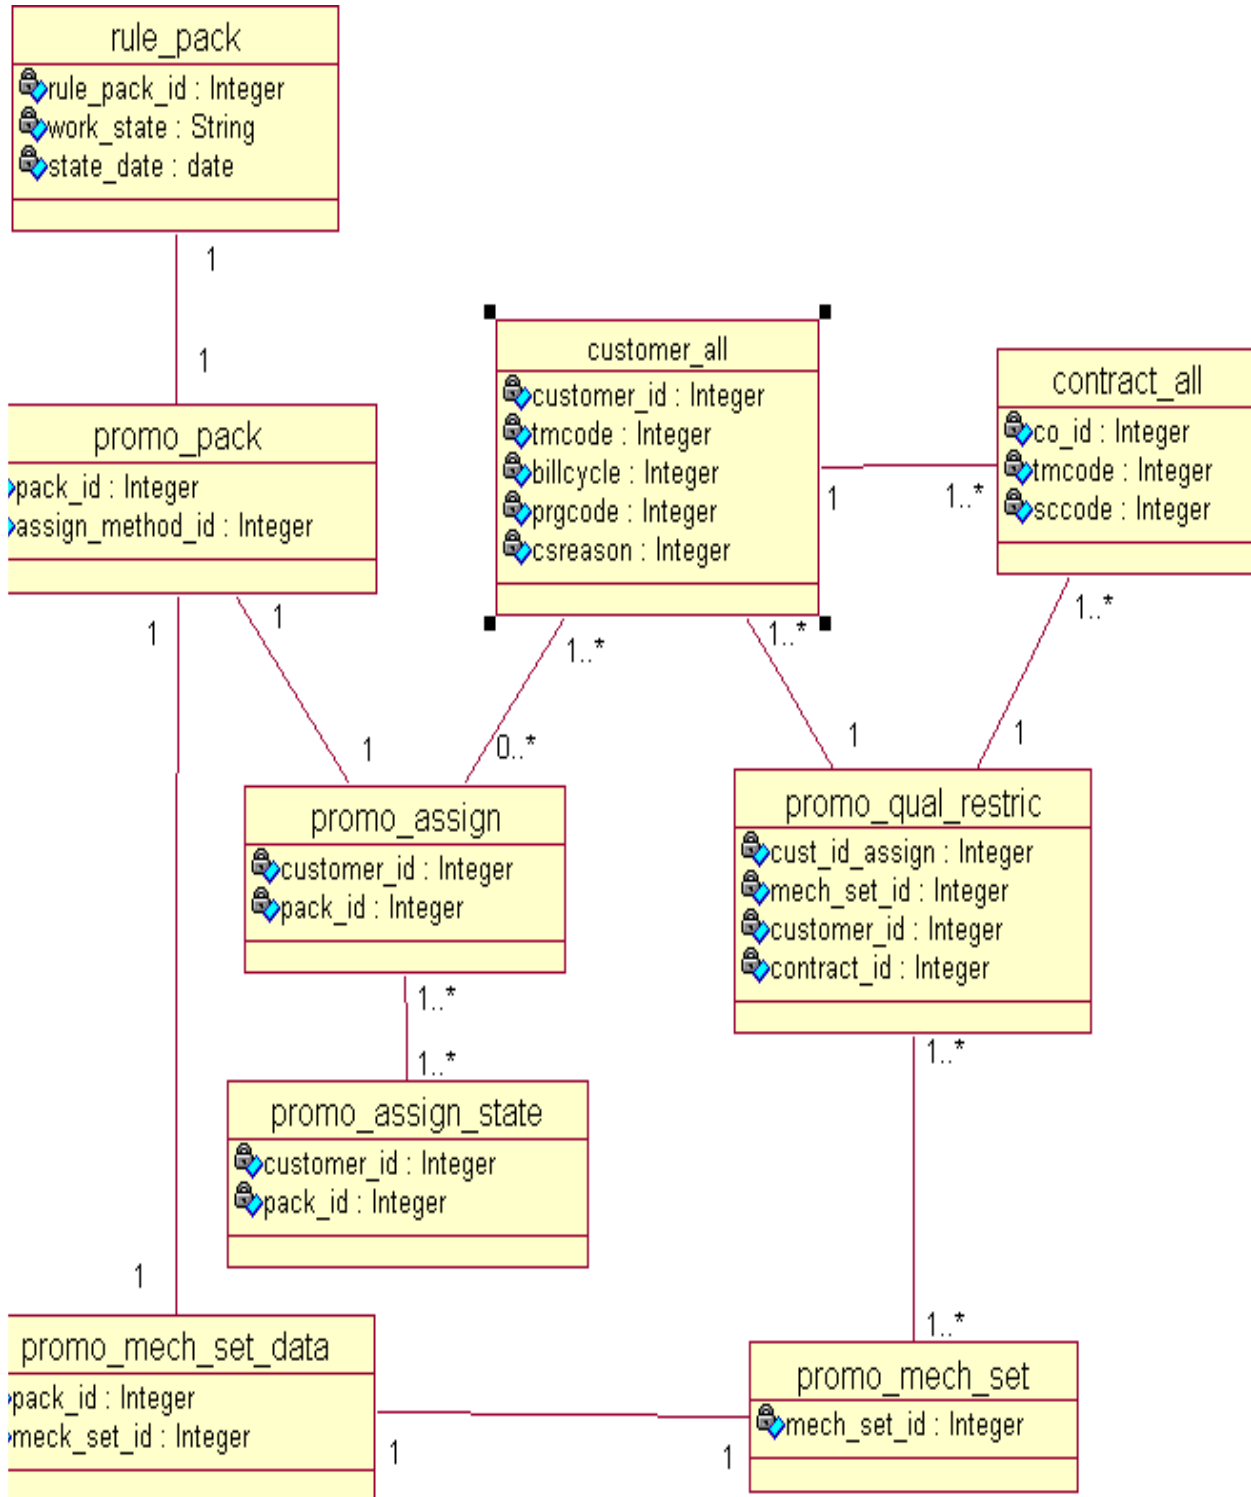 rule_pack
rule_pack_id : Integer
work_state : String
state_date : date
1
1
promo_pack
pack_id : Integer
assign_method_id : Integer
1
1
customer_all
customer_id : Integer
tmcode : Integer
billcycle : Integer
prgcode : Integer
csreason : Integer
1
1..*
contract_all
co_id : Integer
tmcode : Integer
sccode : Integer
1..*
1..*
1..*
1
0..*
1
1
promo_assign
customer_id : Integer
pack_id : Integer
1..*
1..*
promo_qual_restric
cust_id_assign : Integer
mech_set_id : Integer
customer_id : Integer
contract_id : Integer
1..*
1..*
promo_assign_state
customer_id : Integer
pack_id : Integer
1
promo_mech_set_data
pack_id : Integer
meck_set_id : Integer
1
1
promo_mech_set
mech_set_id : Integer